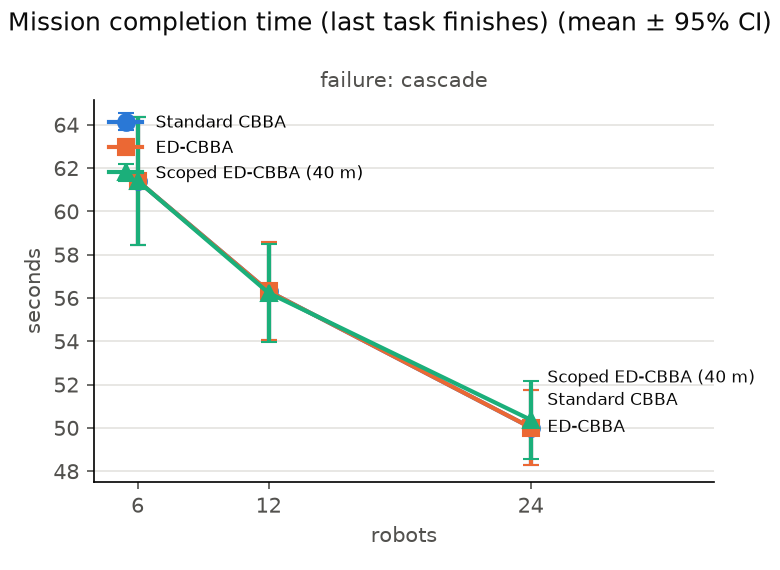 Mission completion time (last task finishes) (mean ± 95% CI)
failure: cascade
Standard CBBA
ED-CBBA
Scoped ED-CBBA (40 m)
64
62
60
58
56
54
52
50
48
seconds
Scoped ED-CBBA (40 m)
Standard CBBA
ED-CBBA
6
12
24
robots